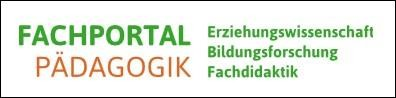 FACHPORTAL
PÄDAGOGIK
Erziehungswissenschaft
Bildungsforschung
Fachdidaktik